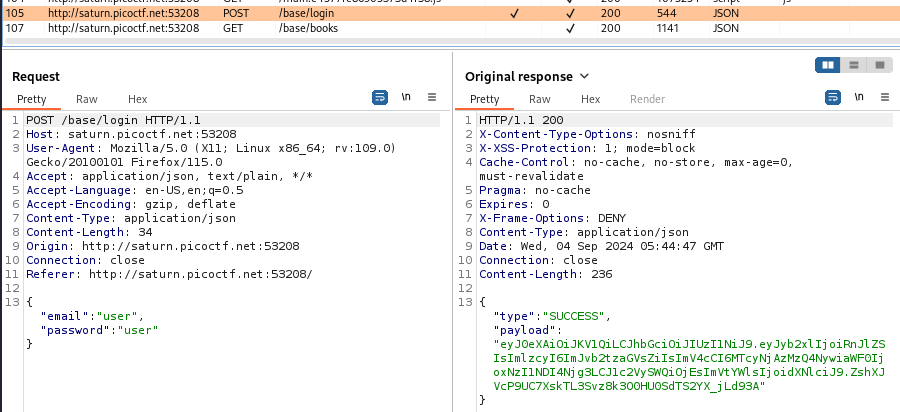 105 http://saturn.picoctf.net:53208 POST /base/login ✓ ✓ 200 544 JSON
107 http://saturn.picoctf.net:53208 GET /base/books ✓ 200 1141 JSON
Request
Pretty Raw Hex
\n
1 POST /base/login HTTP/1.1
2 Host: saturn.picoctf.net:53208
3 User-Agent: Mozilla/5.0 (X11; Linux x86_64; rv:109.0)
Gecko/20100101 Firefox/115.0
4 Accept: application/json, text/plain, */*
5 Accept-Language: en-US,en;q=0.5
6 Accept-Encoding: gzip, deflate
7 Content-Type: application/json
8 Content-Length: 34
9 Origin: http://saturn.picoctf.net:53208
10 Connection: close
11 Referer: http://saturn.picoctf.net:53208/
12
13 {
"email":"user",
"password":"user"
}
Original response
Pretty Raw Hex Render
\n
1 HTTP/1.1 200
2 X-Content-Type-Options: nosniff
3 X-XSS-Protection: 1; mode=block
4 Cache-Control: no-cache, no-store, max-age=0,
must-revalidate
5 Pragma: no-cache
6 Expires: 0
7 X-Frame-Options: DENY
8 Content-Type: application/json
9 Date: Wed, 04 Sep 2024 05:44:47 GMT
10 Connection: close
11 Content-Length: 236
12
13 {
"type":"SUCCESS",
"payload":
"eyJ0eXAiOiJKV1QiLCJhbGciOiJIUzI1NiJ9.eyJyb2xlIjoiRnJlZS
IsImlzcyI6ImJvb2tzaGVsZiIsImV4cCI6MTcyNjAzMzQ4NywiaWF0Ij
oxNzI1NDI4Njg3LCJ1c2VySWQiOjEsImVtYWlsIjoidXNlciJ9.ZshXJ
VcP9UC7XskTL3Svz8k3O0HU0SdTS2YX_jLd93A"
}